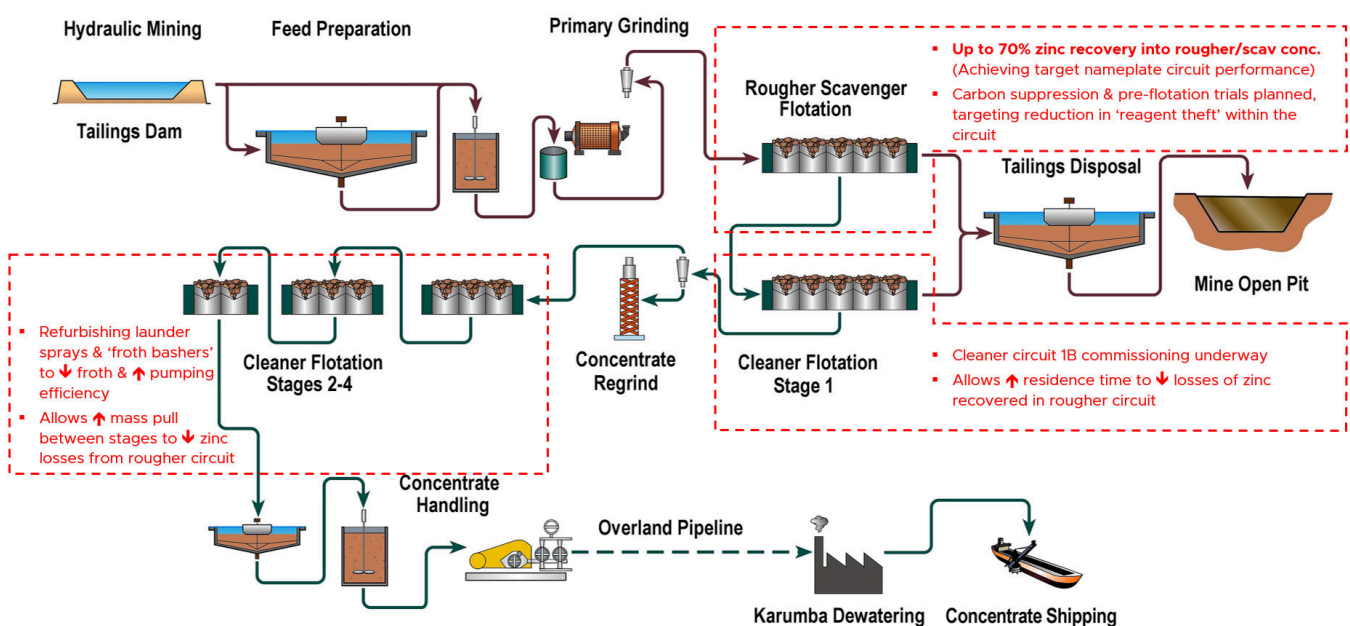 Hydraulic Mining
Feed Preparation
Primary Grinding
Tailings Dam
Rougher Scavenger
Flotation
▪ Up to 70% zinc recovery into rougher/scav conc.
(Achieving target nameplate circuit performance)
▪ Carbon suppression & pre-flotation trials planned,
targeting reduction in ‘reagent theft’ within the
circuit
Tailings Disposal
Mine Open Pit
▪ Refurbishing launder
sprays & ‘froth bashers’
to ↓ froth & ↑ pumping
efficiency
▪ Allows ↑ mass pull
between stages to ↓ zinc
losses from rougher circuit
Cleaner Flotation
Stages 2-4
Concentrate
Regrind
Cleaner Flotation
Stage 1
▪ Cleaner circuit 1B commissioning underway
▪ Allows ↑ residence time to ↓ losses of zinc
recovered in rougher circuit
Concentrate
Handling
Overland Pipeline
Karumba Dewatering
Concentrate Shipping